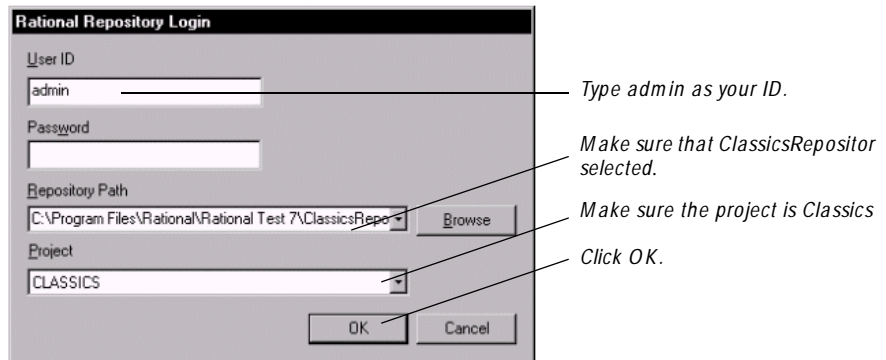 Rational Repository Login
User ID
admin
Type admin as your ID.
Password
Make sure that ClassicsRepositor
selected.
Repository Path
C:\Program Files\Rational\Rational Test 7\ClassicsRepo
Browse
Make sure the project is Classics
Project
CLASSICS
Click OK.
OK
Cancel